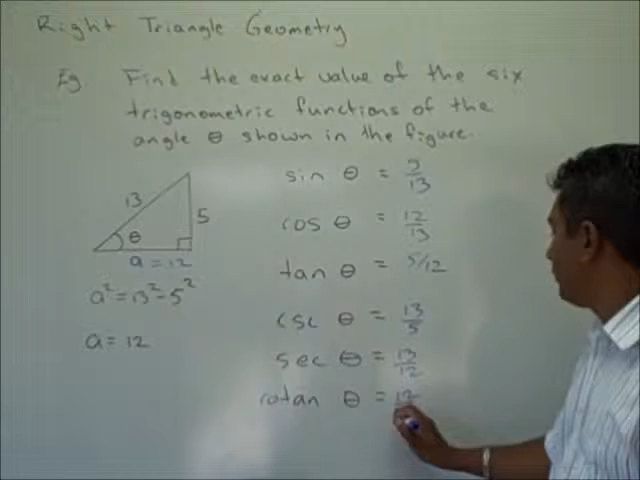 Right Triangle Geometry
Eg. Find the exact value of the six
trigonometric functions of the
angle θ shown in the figure.
13
5
θ
a = 12
a² = 13² - 5²
a = 12
sin θ = 5/13
cos θ = 12/13
tan θ = 5/12
csc θ = 13/5
sec θ = 13/12
cotan θ = 12